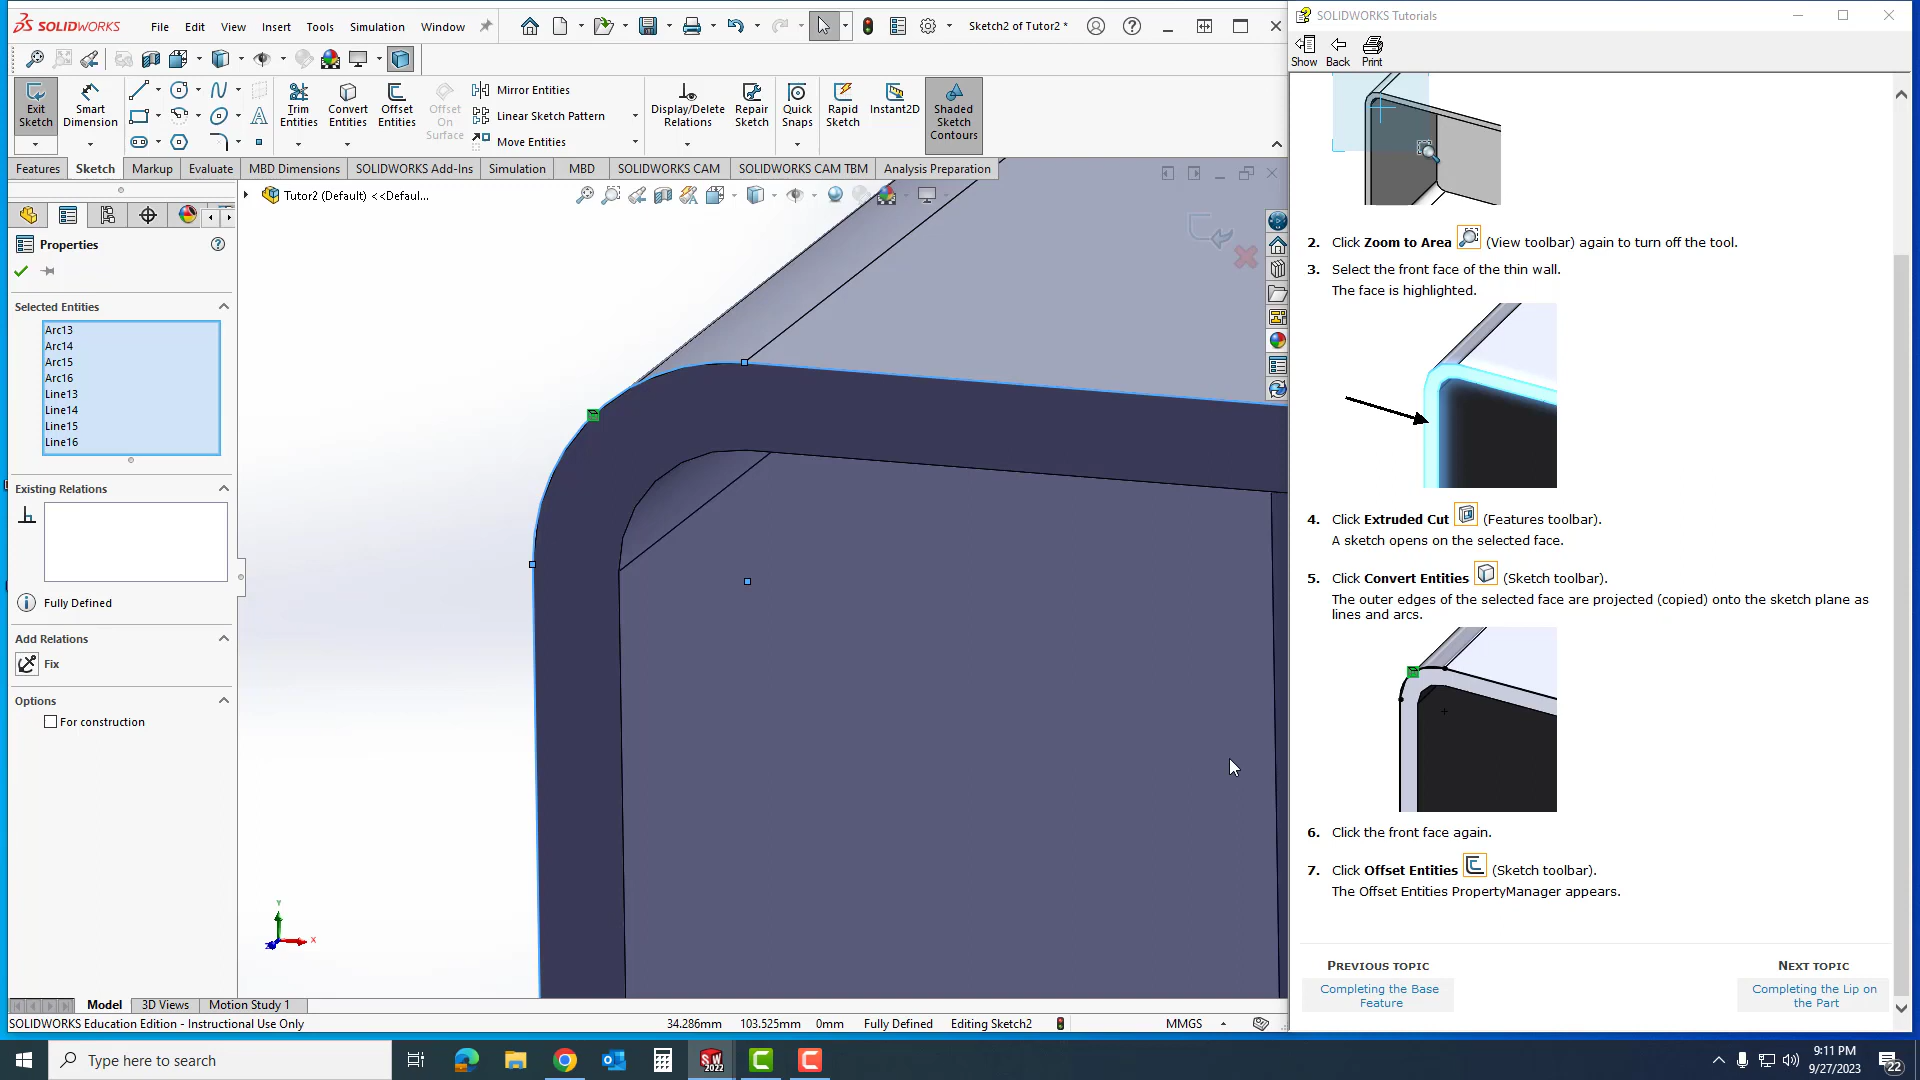 SOLIDWORKS
File Edit View Insert Tools Simulation Window
Sketch2 of Tutor2 *
Exit Sketch
Smart Dimension
Trim Entities
Convert Entities
Offset Entities
Offset On Surface
Mirror Entities
Linear Sketch Pattern
Move Entities
Display/Delete Relations
Repair Sketch
Quick Snaps
Rapid Sketch
Instant2D
Shaded Sketch Contours
Features Sketch Markup Evaluate MBD Dimensions SOLIDWORKS Add-Ins Simulation MBD SOLIDWORKS CAM SOLIDWORKS CAM TBM Analysis Preparation
Tutor2 (Default) <<Defaul...
Properties
Selected Entities
Arc13
Arc14
Arc15
Arc16
Line13
Line14
Line15
Line16
Existing Relations
Fully Defined
Add Relations
Fix
Options
For construction
Y
X
Z
Model 3D Views Motion Study 1
SOLIDWORKS Education Edition - Instructional Use Only
34.286mm 103.525mm 0mm Fully Defined Editing Sketch2 MMGS
SOLIDWORKS Tutorials
Show Back Print
2. Click Zoom to Area (View toolbar) again to turn off the tool.
3. Select the front face of the thin wall.
The face is highlighted.
4. Click Extruded Cut (Features toolbar).
A sketch opens on the selected face.
5. Click Convert Entities (Sketch toolbar).
The outer edges of the selected face are projected (copied) onto the sketch plane as
lines and arcs.
6. Click the front face again.
7. Click Offset Entities (Sketch toolbar).
The Offset Entities PropertyManager appears.
PREVIOUS TOPIC
Completing the Base
Feature
NEXT TOPIC
Completing the Lip on
the Part
Type here to search
SW
2022
9:11 PM
9/27/2023
22